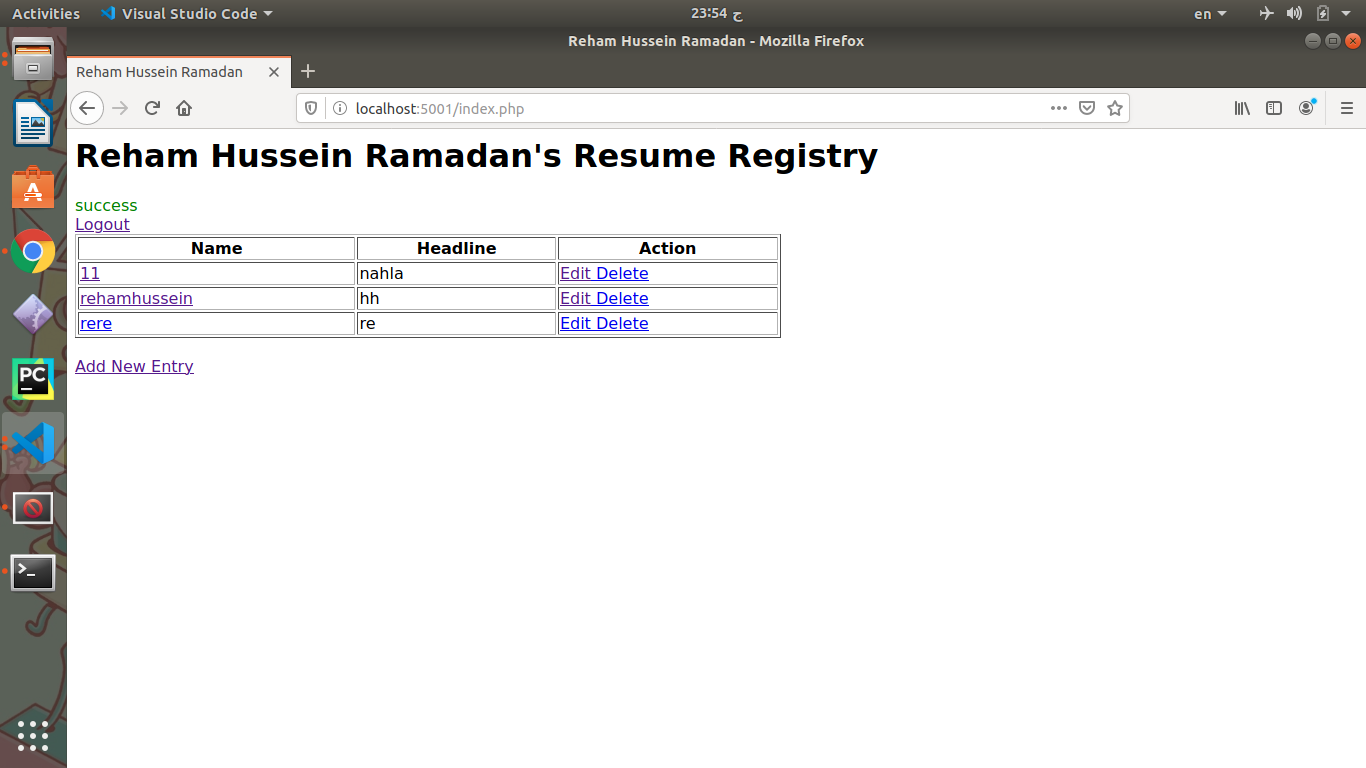 Activities Visual Studio Code 23:54 ج en
Reham Hussein Ramadan - Mozilla Firefox
Reham Hussein Ramadan
localhost:5001/index.php
Reham Hussein Ramadan's Resume Registry
success
Logout
Name Headline Action
11 nahla Edit Delete
rehamhussein hh Edit Delete
rere re Edit Delete
Add New Entry
PC